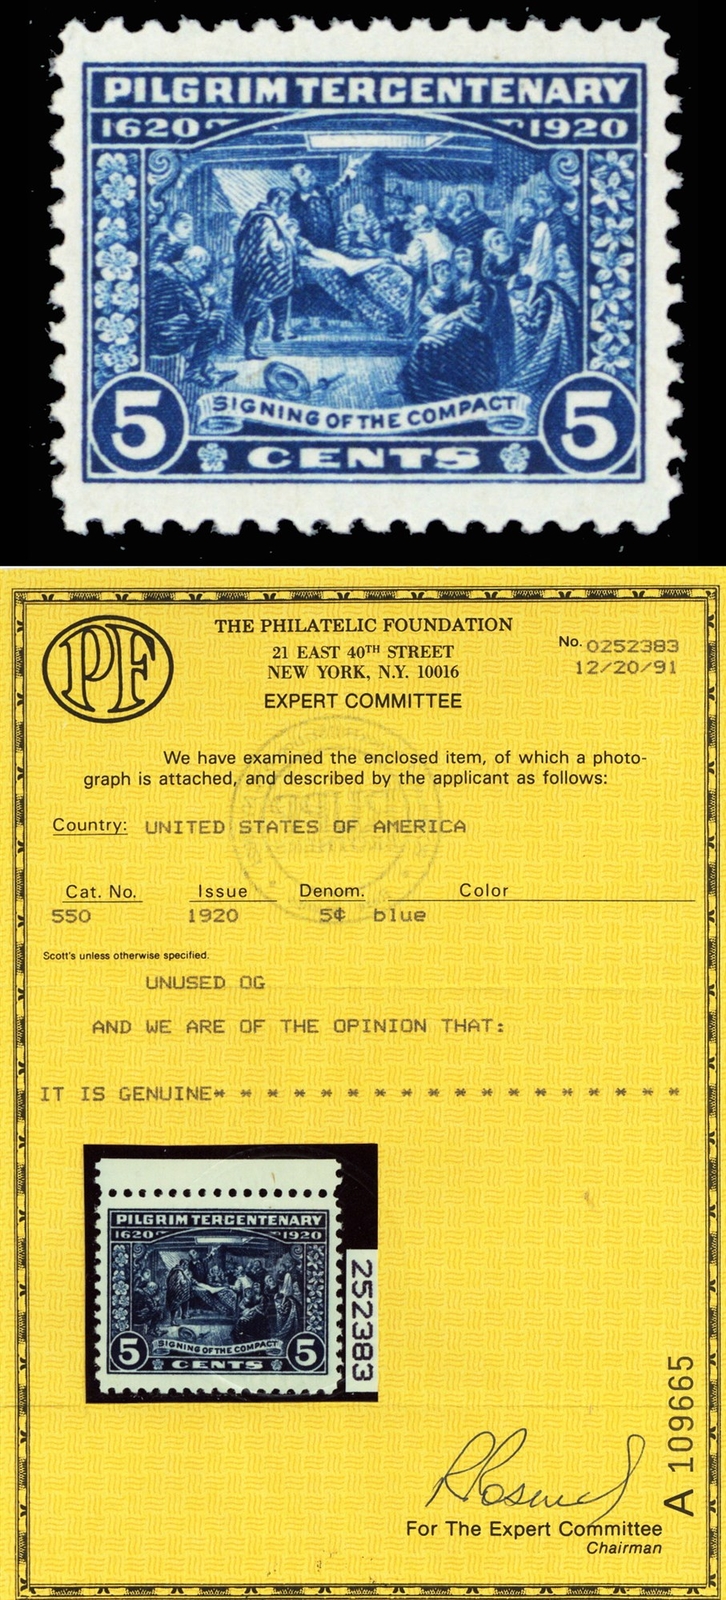 PILGRIM TERCENTENARY
1620 1920
SIGNING OF THE COMPACT
5 CENTS 5
PF
THE PHILATELIC FOUNDATION
21 EAST 40TH STREET
NEW YORK, N.Y. 10016
EXPERT COMMITTEE
No. 0252383
12/20/91
We have examined the enclosed item, of which a photo-
graph is attached, and described by the applicant as follows:
Country: UNITED STATES OF AMERICA
Cat. No. Issue Denom. Color
550 1920 5¢ blue
Scott's unless otherwise specified.
UNUSED OG
AND WE ARE OF THE OPINION THAT:
IT IS GENUINE* * * * * * * * * * * * * * * * * *
PILGRIM TERCENTENARY
1620 1920
SIGNING OF THE COMPACT
5 CENTS 5
252383
A 109665
For The Expert Committee
Chairman